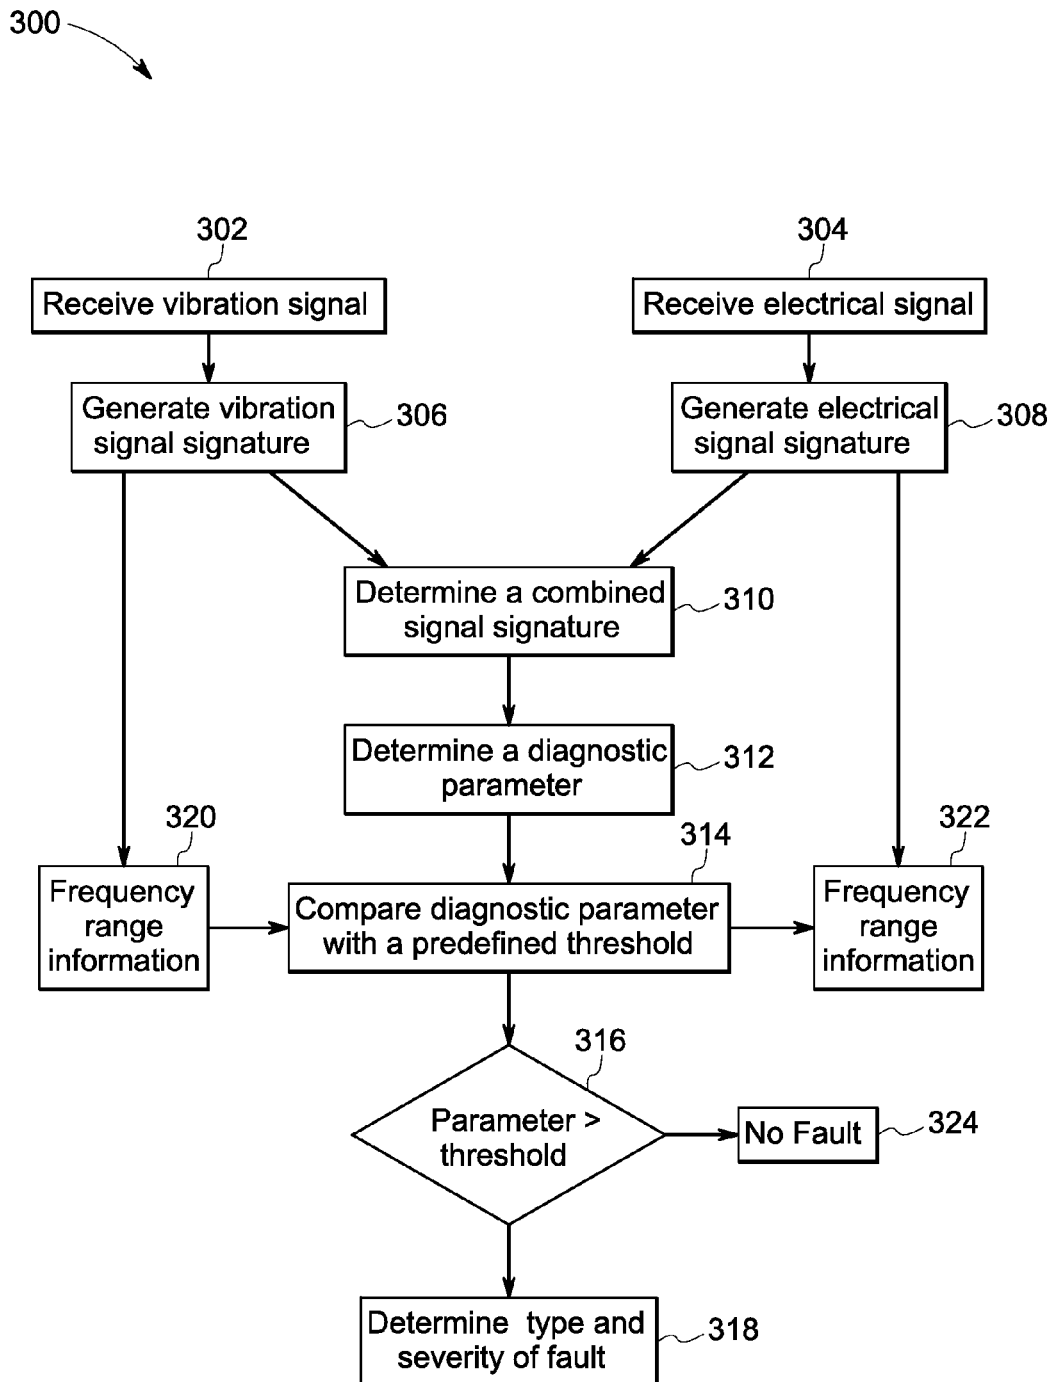 300
302
304
Receive vibration signal
Receive electrical signal
Generate vibration
signal signature
306
Generate electrical
signal signature
308
Determine a combined
signal signature
310
Determine a diagnostic
parameter
312
320
314
322
Frequency
range
information
Compare diagnostic parameter
with a predefined threshold
Frequency
range
information
316
Parameter >
threshold
No Fault
324
Determine type and
severity of fault
318